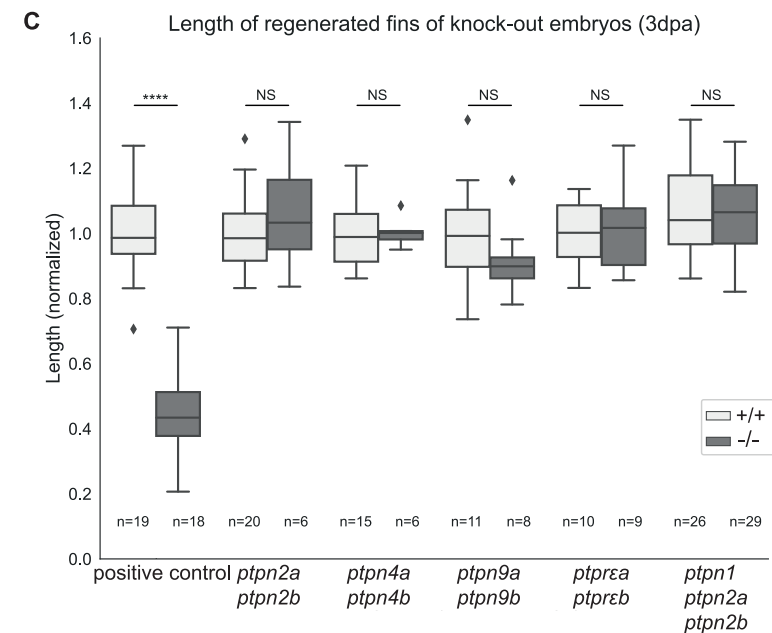 C
Length of regenerated fins of knock-out embryos (3dpa)
Length (normalized)
1.6
1.4
1.2
1.0
0.8
0.6
0.4
0.2
0.0
**** NS NS NS NS NS
+/+
-/-
n=19 n=18 n=20 n=6 n=15 n=6 n=11 n=8 n=10 n=9 n=26 n=29
positive control ptpn2a ptpn4a ptpn9a ptprεa ptpn1
ptpn2b ptpn4b ptpn9b ptprεb ptpn2a
ptpn2b